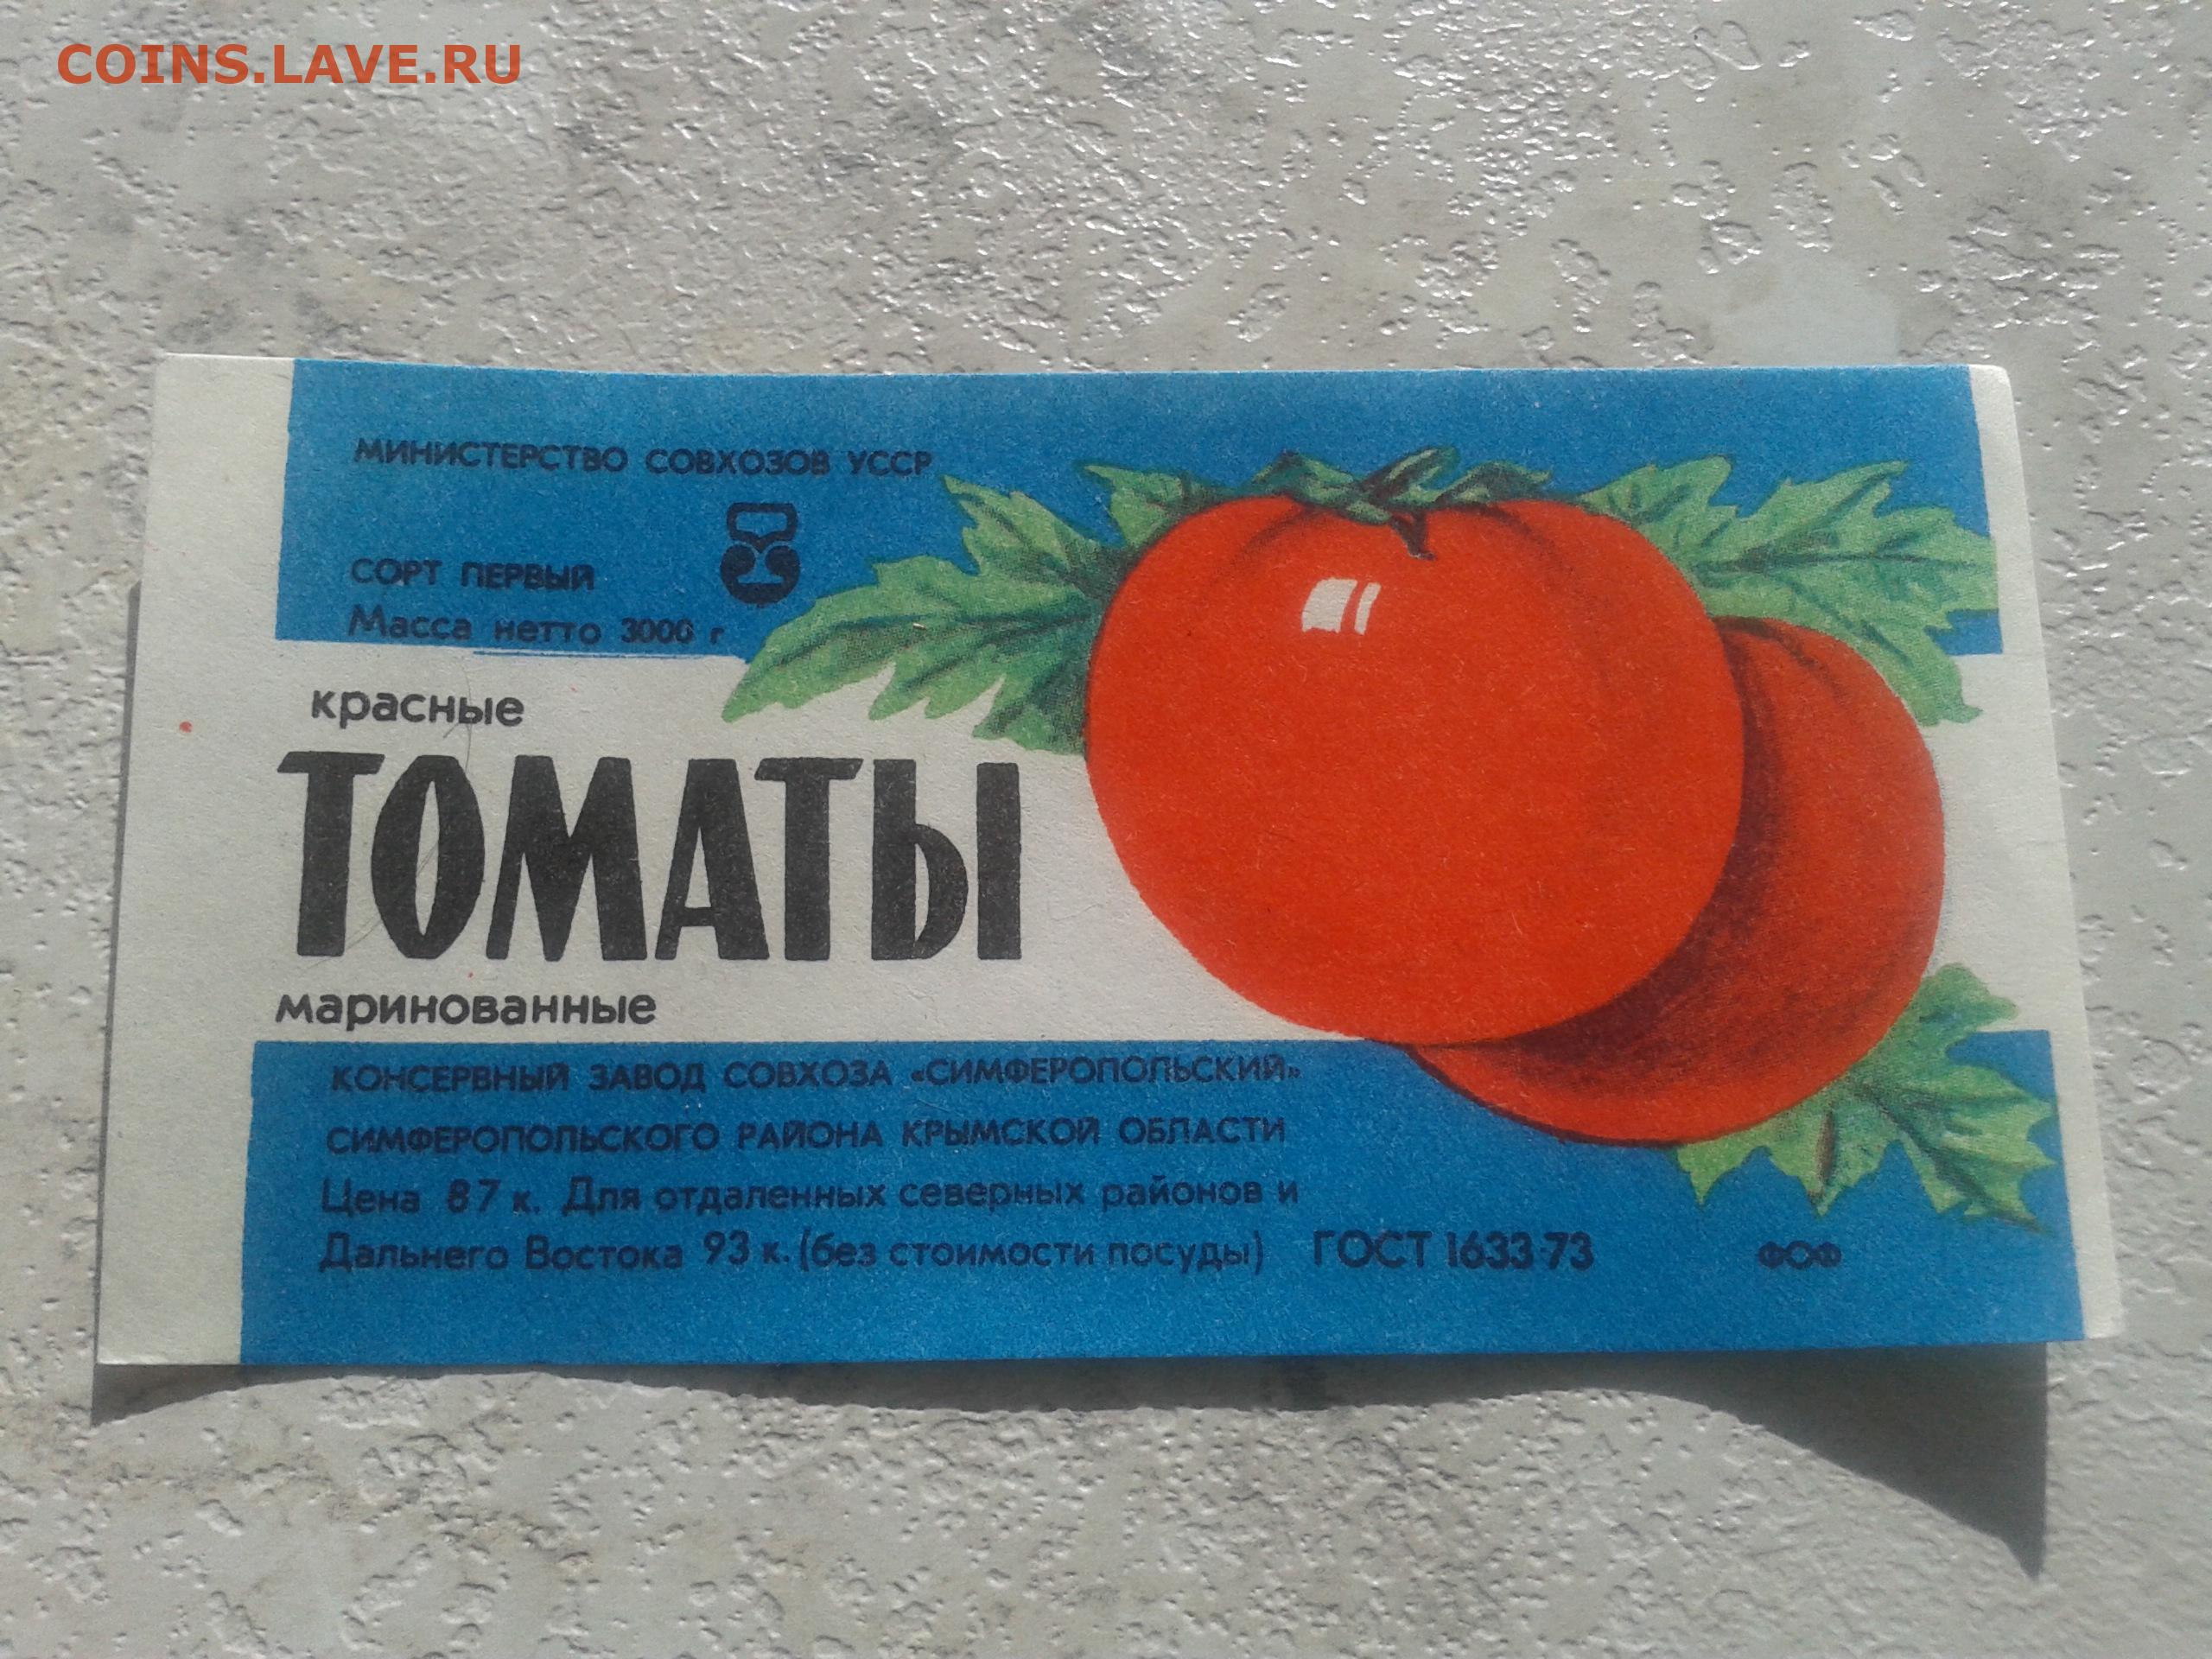 COINS.LAVE.RU
МИНИСТЕРСТВО СОВХОЗОВ УССР
СОРТ ПЕРВЫЙ
Масса нетто 3000 г
красные
ТОМАТЫ
маринованные
КОНСЕРВНЫЙ ЗАВОД СОВХОЗА «СИМФЕРОПОЛЬСКИЙ»
СИМФЕРОПОЛЬСКОГО РАЙОНА КРЫМСКОЙ ОБЛАСТИ
Цена 87 к. Для отдаленных северных районов и
Дальнего Востока 93 к. (без стоимости посуды) ГОСТ 1633-73 ФОФ